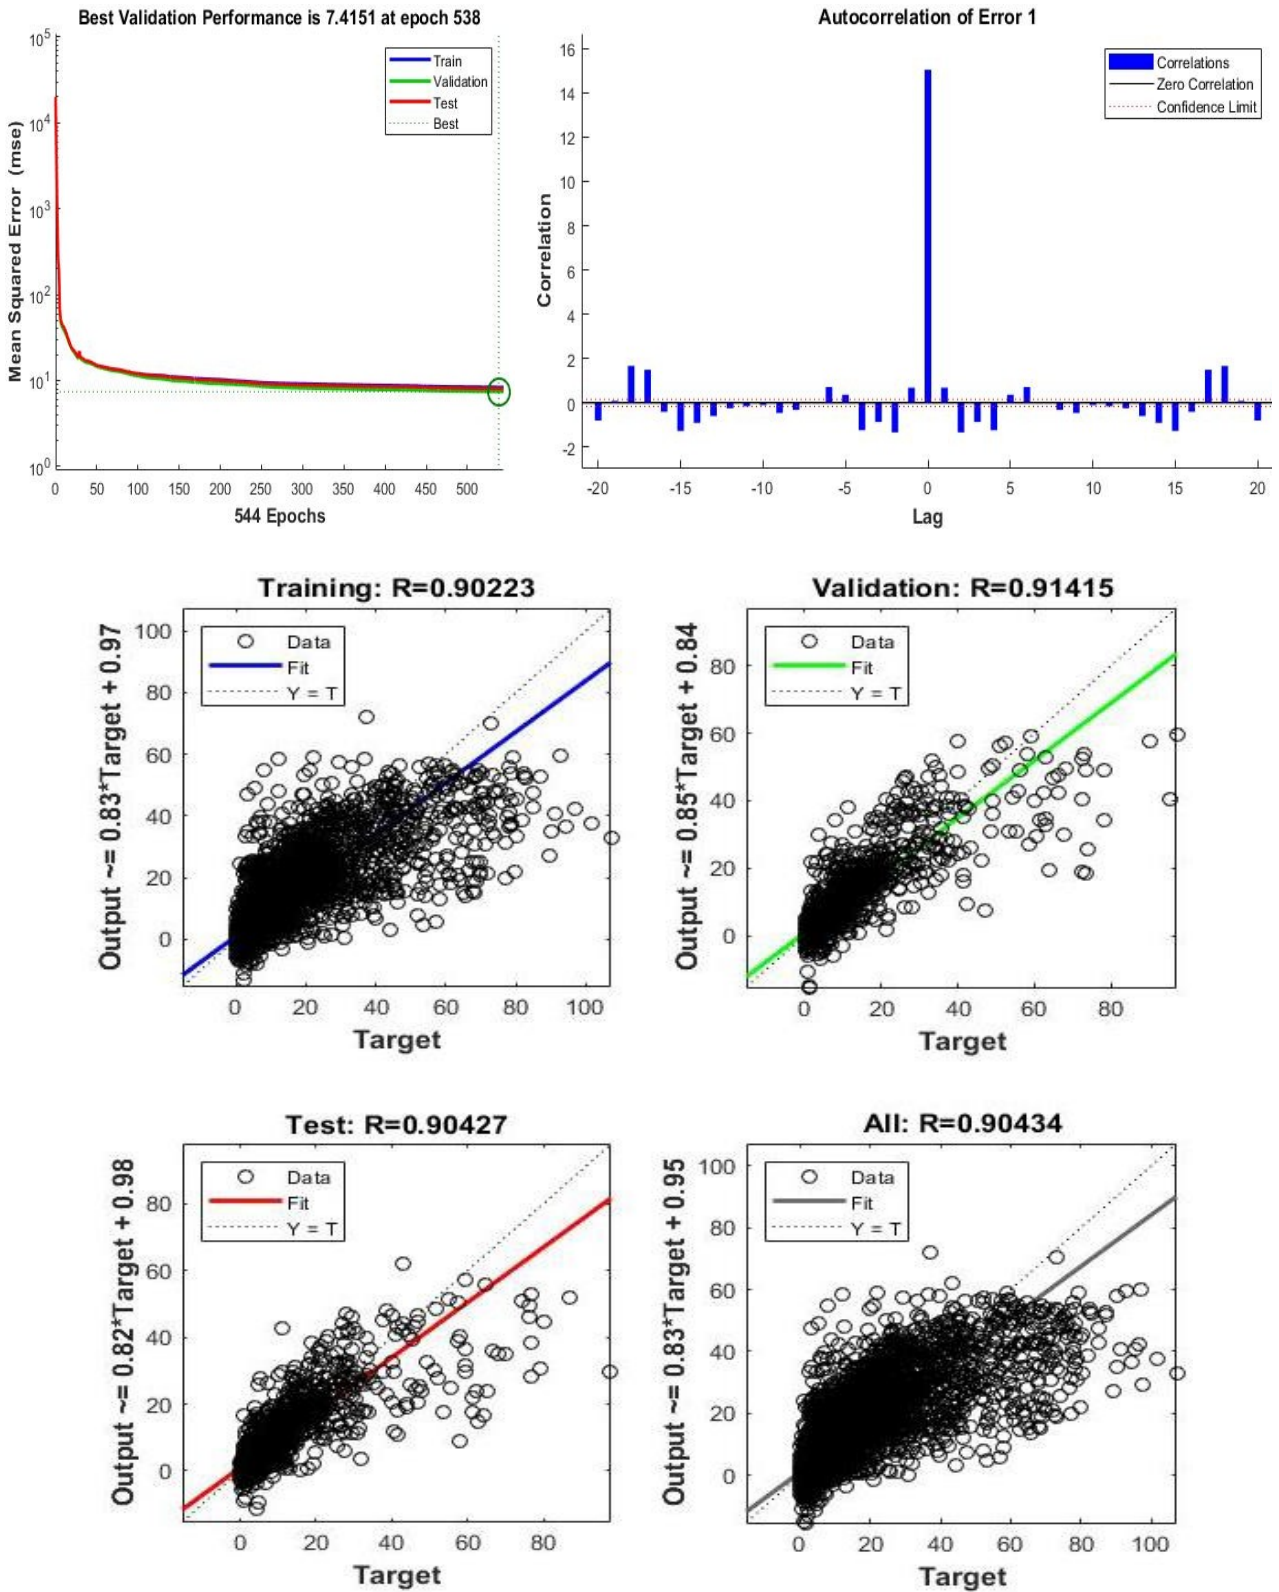 Best Validation Performance is 7.4151 at epoch 538
Mean Squared Error (mse)
10^5
10^4
10^3
10^2
10^1
10^0
Train
Validation
Test
Best
0 50 100 150 200 250 300 350 400 450 500
544 Epochs
Autocorrelation of Error 1
Correlation
16
14
12
10
8
6
4
2
0
-2
Correlations
Zero Correlation
Confidence Limit
-20 -15 -10 -5 0 5 10 15 20
Lag
Training: R=0.90223
Output ~= 0.83*Target + 0.97
100
80
60
40
20
0
Data
Fit
Y = T
0 20 40 60 80 100
Target
Validation: R=0.91415
Output ~= 0.85*Target + 0.84
80
60
40
20
0
Data
Fit
Y = T
0 20 40 60 80
Target
Test: R=0.90427
Output ~= 0.82*Target + 0.98
80
60
40
20
0
Data
Fit
Y = T
0 20 40 60 80
Target
All: R=0.90434
Output ~= 0.83*Target + 0.95
100
80
60
40
20
0
Data
Fit
Y = T
0 20 40 60 80 100
Target